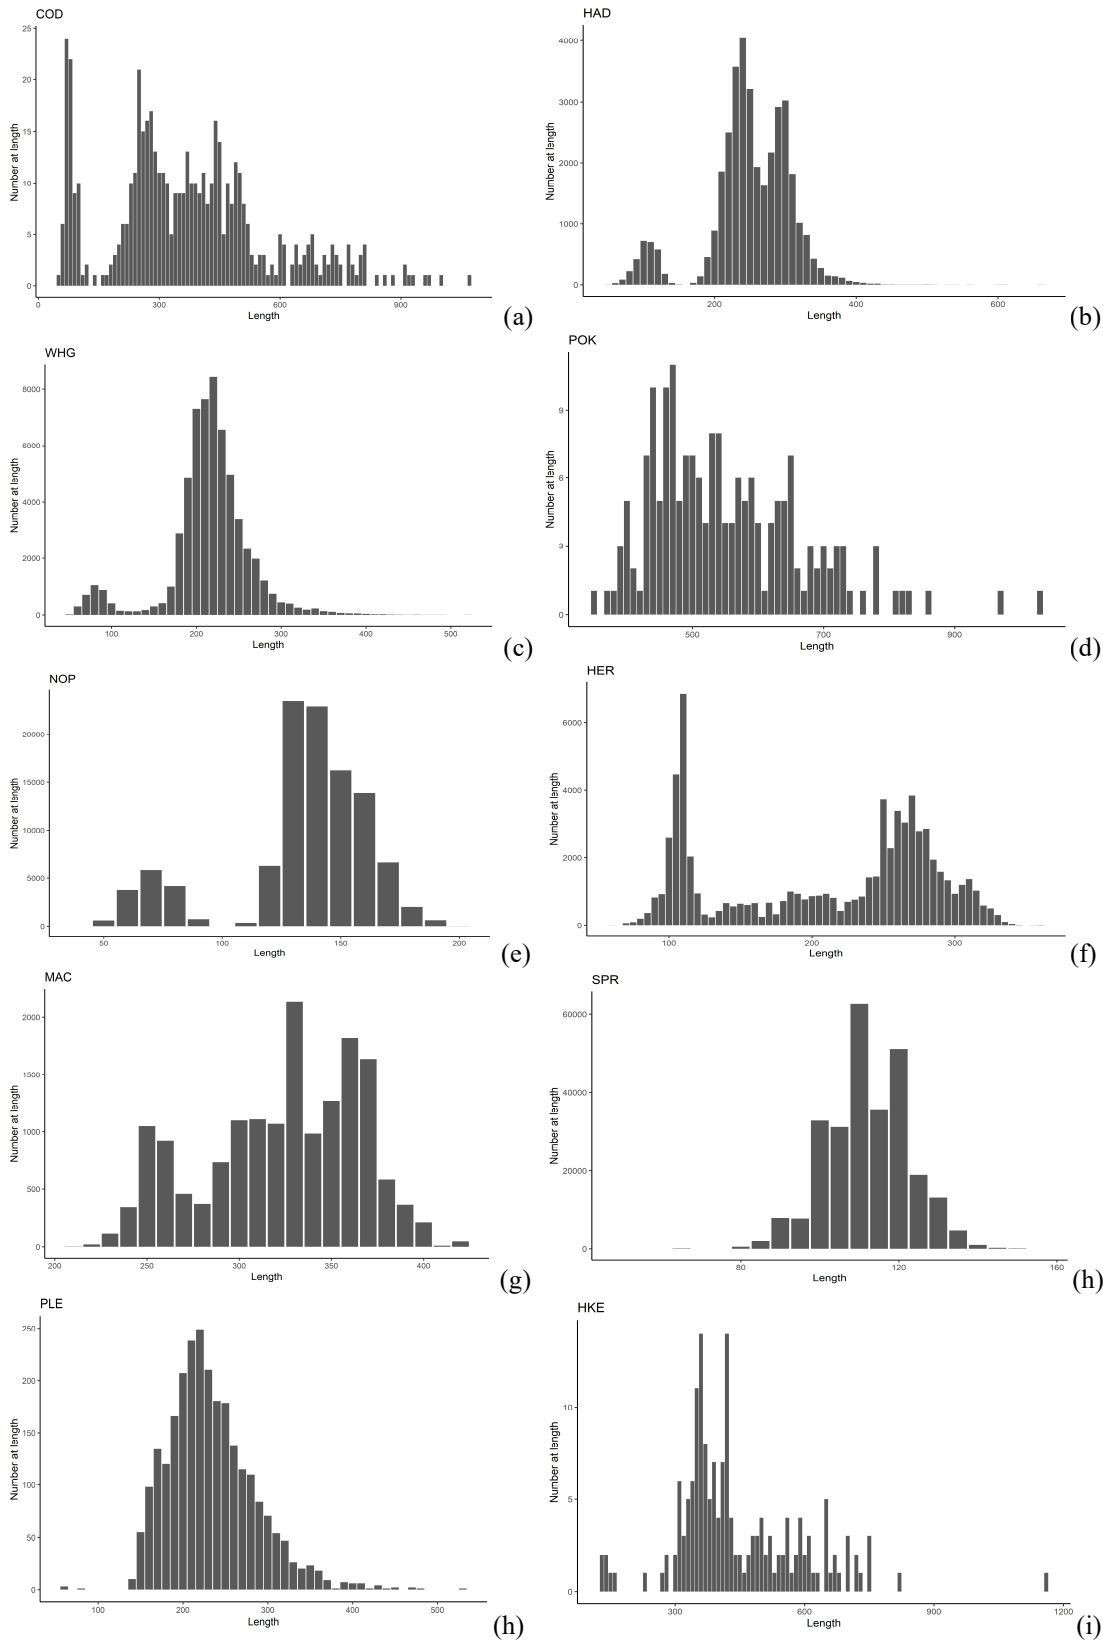 COD
25
20
15
10
5
0
Number at length
0 300 600 900
Length
(a)
HAD
4000
3000
2000
1000
0
Number at length
200 400 600
Length
(b)
WHG
8000
6000
4000
2000
0
Number at length
100 200 300 400 500
Length
(c)
POK
9
6
3
0
Number at length
500 700 900
Length
(d)
NOP
20000
15000
10000
5000
0
Number at length
50 100 150 200
Length
(e)
HER
6000
4000
2000
0
Number at length
100 200 300
Length
(f)
MAC
2000
1500
1000
500
0
Number at length
200 250 300 350 400
Length
(g)
SPR
60000
40000
20000
0
Number at length
80 120 160
Length
(h)
PLE
250
200
150
100
50
0
Number at length
100 200 300 400 500
Length
(h)
HKE
10
5
0
Number at length
300 600 900 1200
Length
(i)